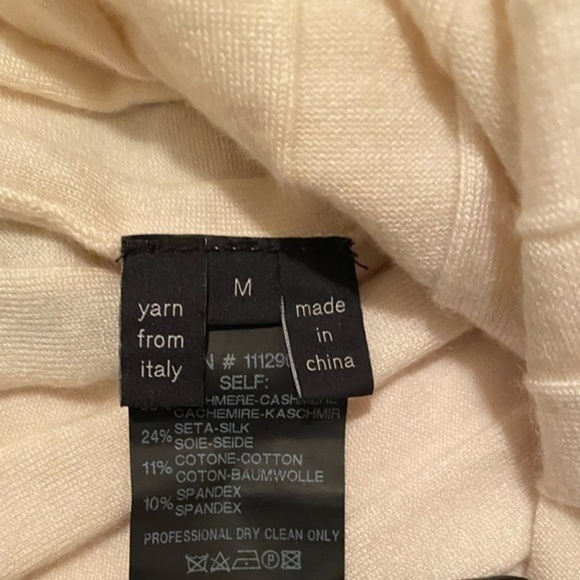 yarn
from
italy
M
made
in
china
# 11129
SELF:
CACHEMIRE-KASCHMIR
24% SETA-SILK
SOIE-SEIDE
11% COTONE-COTTON
COTON-BAUMWOLLE
10% SPANDEX
SPANDEX
PROFESSIONAL DRY CLEAN ONLY